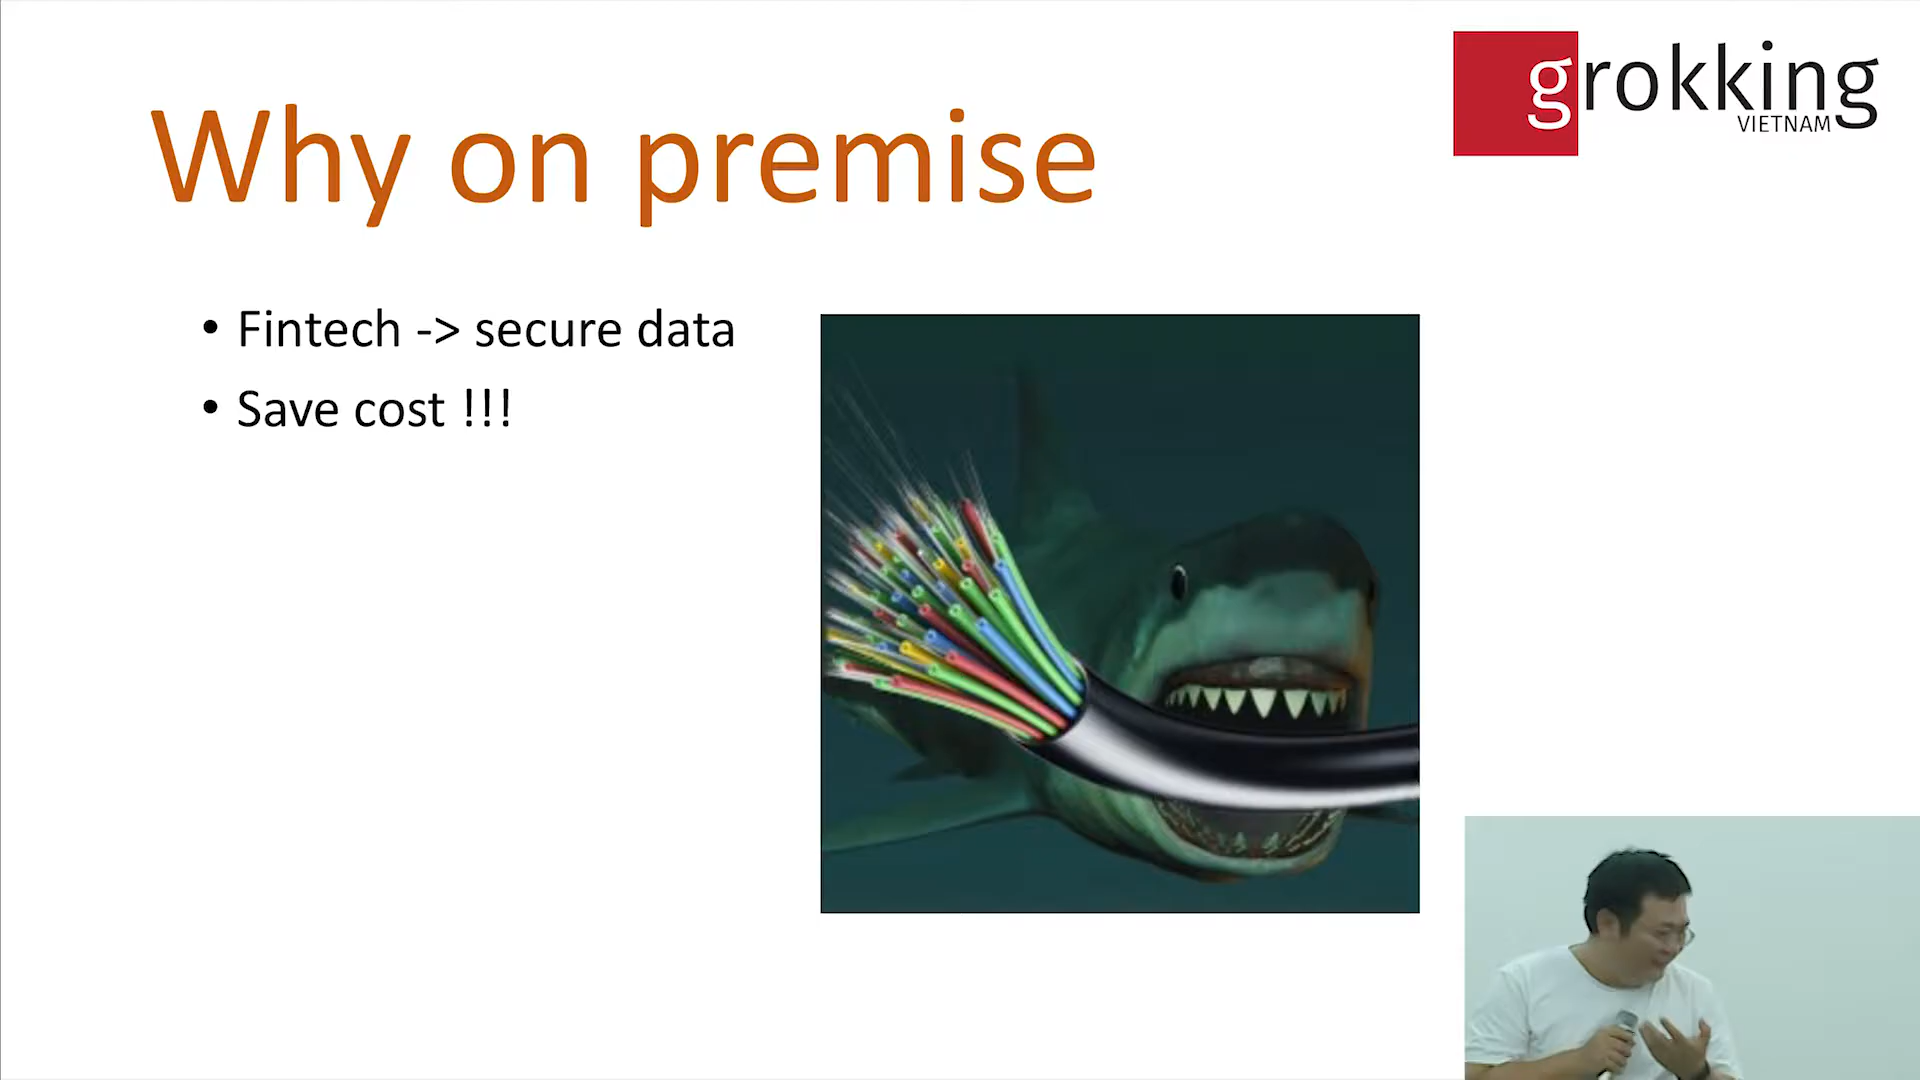 grokking
VIETNAM
Why on premise
• Fintech -> secure data
• Save cost !!!